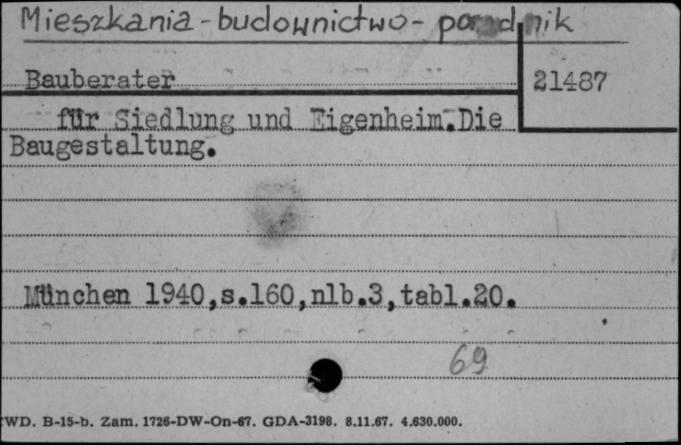 Mieszkania - budownictwo - poradnik
Bauberater
21487
für Siedlung und Eigenheim. Die
Baugestaltung.
München 1940,s.160,nlb.3,tabl.20.
69
WD. B-15-b. Zam. 1726-DW-On-67. GDA-3198. 8.11.67. 4.630.000.